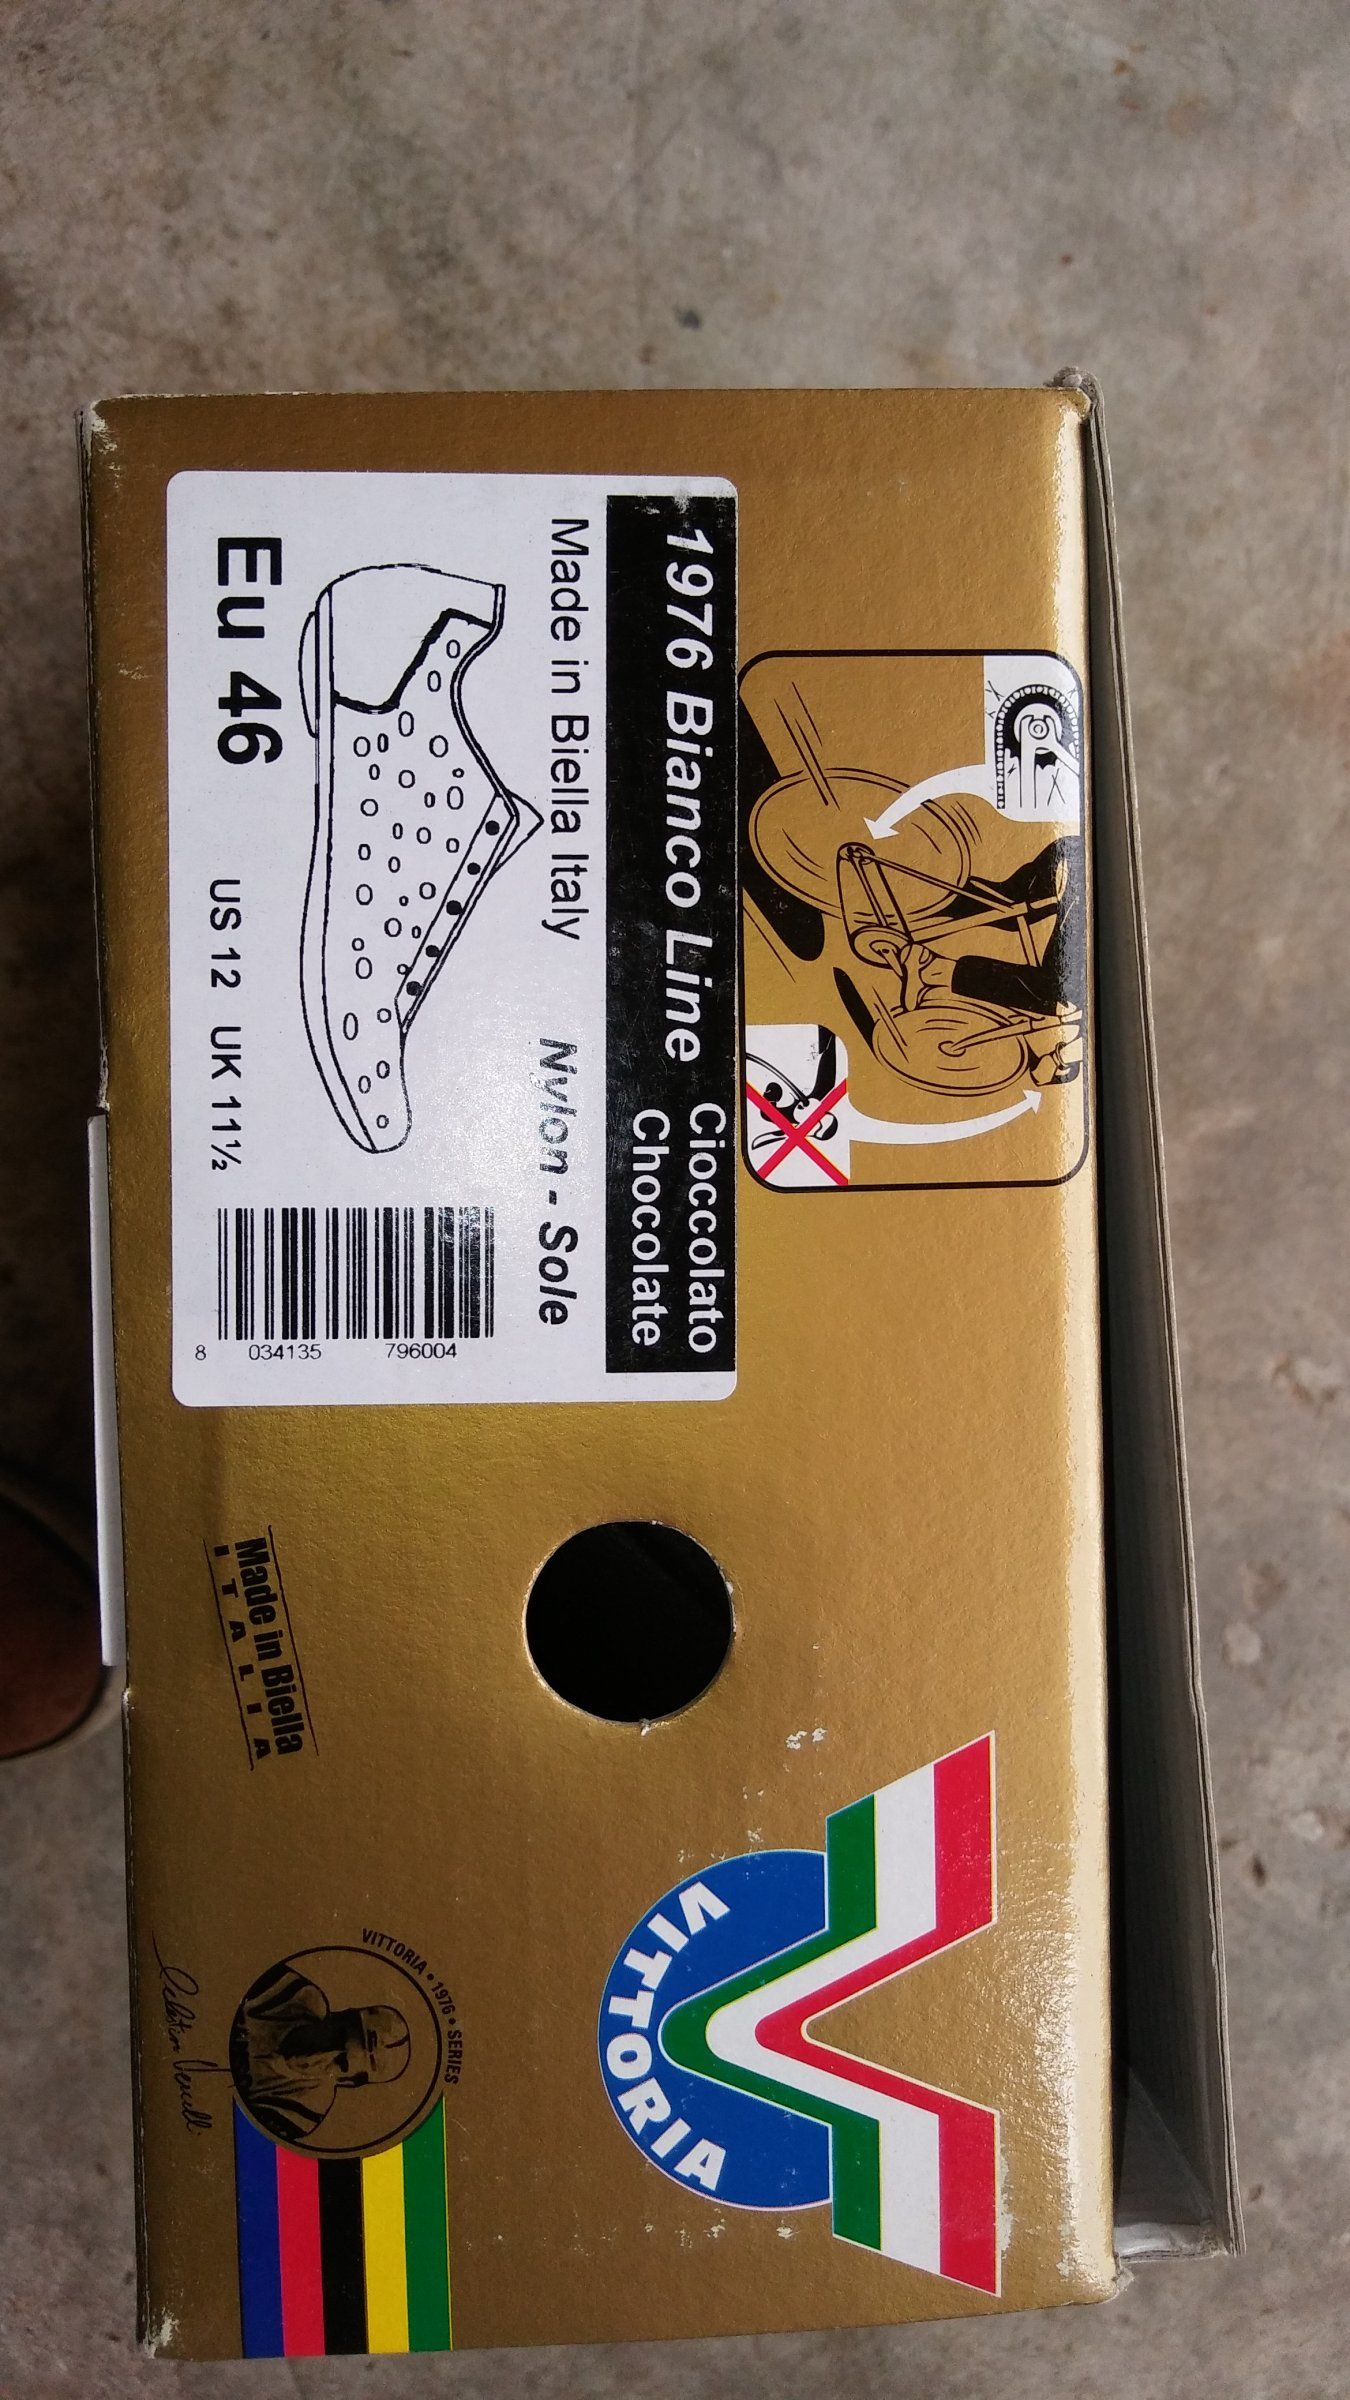 1976 Bianco Line
Cioccolato
Chocolate
Made in Biella Italy
Nylon - Sole
Eu 46
US 12 UK 11½
8 034135 796004
VITTORIA
Made in Biella
ITALIA
VITTORIA • 1976 • SERIES